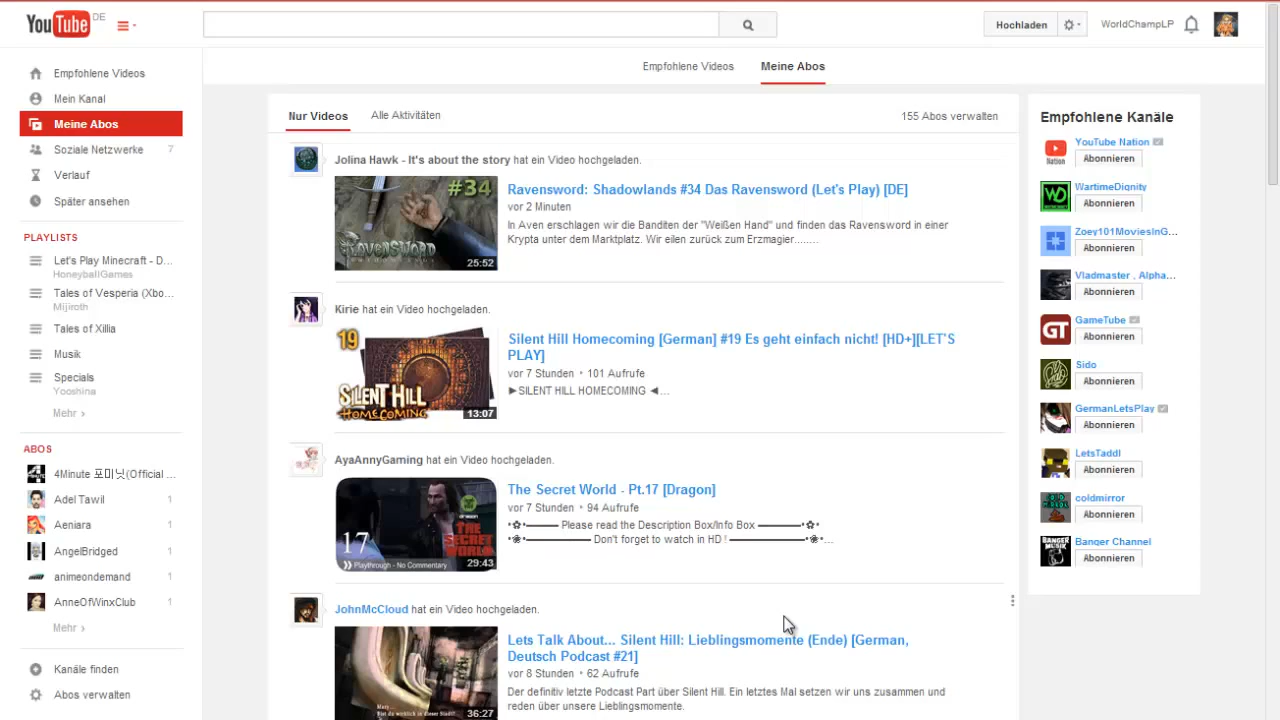 YouTube DE
Hochladen
WorldChampLP
Empfohlene Videos
Mein Kanal
Meine Abos
Soziale Netzwerke 7
Verlauf
Später ansehen
PLAYLISTS
Let's Play Minecraft - D...
HoneyballGames
Tales of Vesperia (Xbo...
Mijiroth
Tales of Xillia
Musik
Specials
Yooshina
Mehr ›
ABOS
4Minute 포미닛(Official ...
Adel Tawil 1
Aeniara 1
AngelBridged 1
animeondemand 1
AnneOfWinxClub 1
Mehr ›
Kanäle finden
Abos verwalten
Empfohlene Videos
Meine Abos
Nur Videos
Alle Aktivitäten
155 Abos verwalten
Jolina Hawk - It's about the story hat ein Video hochgeladen.
#34
RAVENSWORD
25:52
Ravensword: Shadowlands #34 Das Ravensword (Let's Play) [DE]
vor 2 Minuten
In Aven erschlagen wir die Banditen der "Weißen Hand" und finden das Ravensword in einer
Krypta unter dem Marktplatz. Wir eilen zurück zum Erzmagier........
Kirie hat ein Video hochgeladen.
19
SILENT HILL
HOMECOMING
13:07
Silent Hill Homecoming [German] #19 Es geht einfach nicht! [HD+][LET'S
PLAY]
vor 7 Stunden • 101 Aufrufe
►SILENT HILL HOMECOMING ◄...
AyaAnnyGaming hat ein Video hochgeladen.
dragon
THE
SECRET
WORLD
17
Playthrough - No Commentary
29:43
The Secret World - Pt.17 [Dragon]
vor 7 Stunden • 94 Aufrufe
•✿•━━━━━ Please read the Description Box/Info Box ━━━━━━•✿•
•❀•━━━━━━━━━━ Don't forget to watch in HD ! ━━━━━━━━━━•❀•...
JohnMcCloud hat ein Video hochgeladen.
36:27
Lets Talk About... Silent Hill: Lieblingsmomente (Ende) [German,
Deutsch Podcast #21]
vor 8 Stunden • 62 Aufrufe
Der definitiv letzte Podcast Part über Silent Hill. Ein letztes Mal setzen wir uns zusammen und
reden über unsere Lieblingsmomente.
Empfohlene Kanäle
Nation
YouTube Nation
Abonnieren
WD
WartimeDignity
Abonnieren
Zoey101MoviesInG...
Abonnieren
Vladmaster , Alpha...
Abonnieren
GT
GameTube
Abonnieren
Sido
Abonnieren
GermanLetsPlay
Abonnieren
LetsTaddl
Abonnieren
coldmirror
Abonnieren
BANGER
MUSIK
Banger Channel
Abonnieren